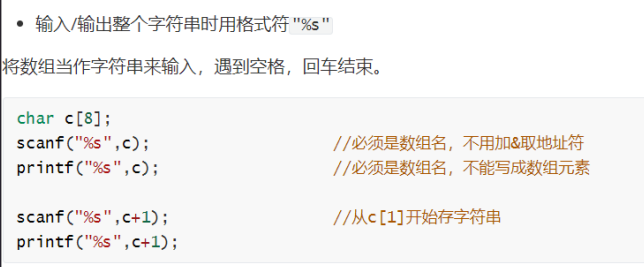 • 输入/输出整个字符串时用格式符"%s"
将数组当作字符串来输入，遇到空格，回车结束。
char c[8];
scanf("%s",c); //必须是数组名，不用加&取地址符
printf("%s",c); //必须是数组名，不能写成数组元素
scanf("%s",c+1); //从c[1]开始存字符串
printf("%s",c+1);